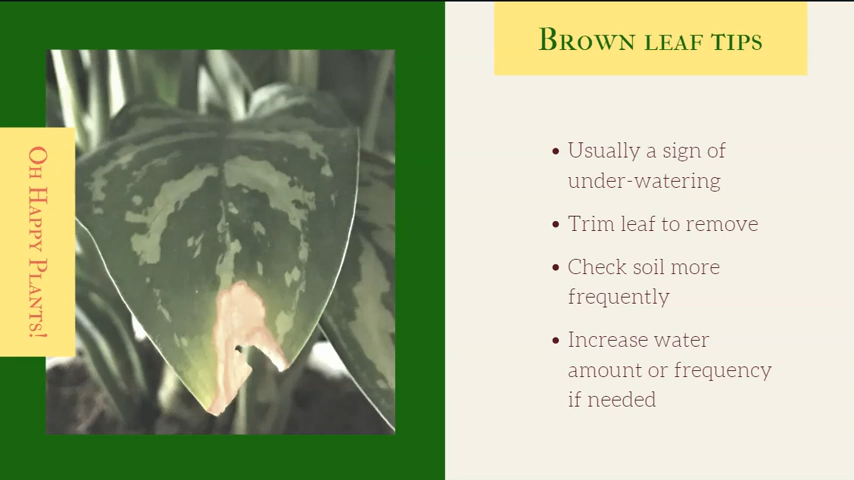 Brown leaf tips
Oh Happy Plants!
• Usually a sign of
under-watering
• Trim leaf to remove
• Check soil more
frequently
• Increase water
amount or frequency
if needed